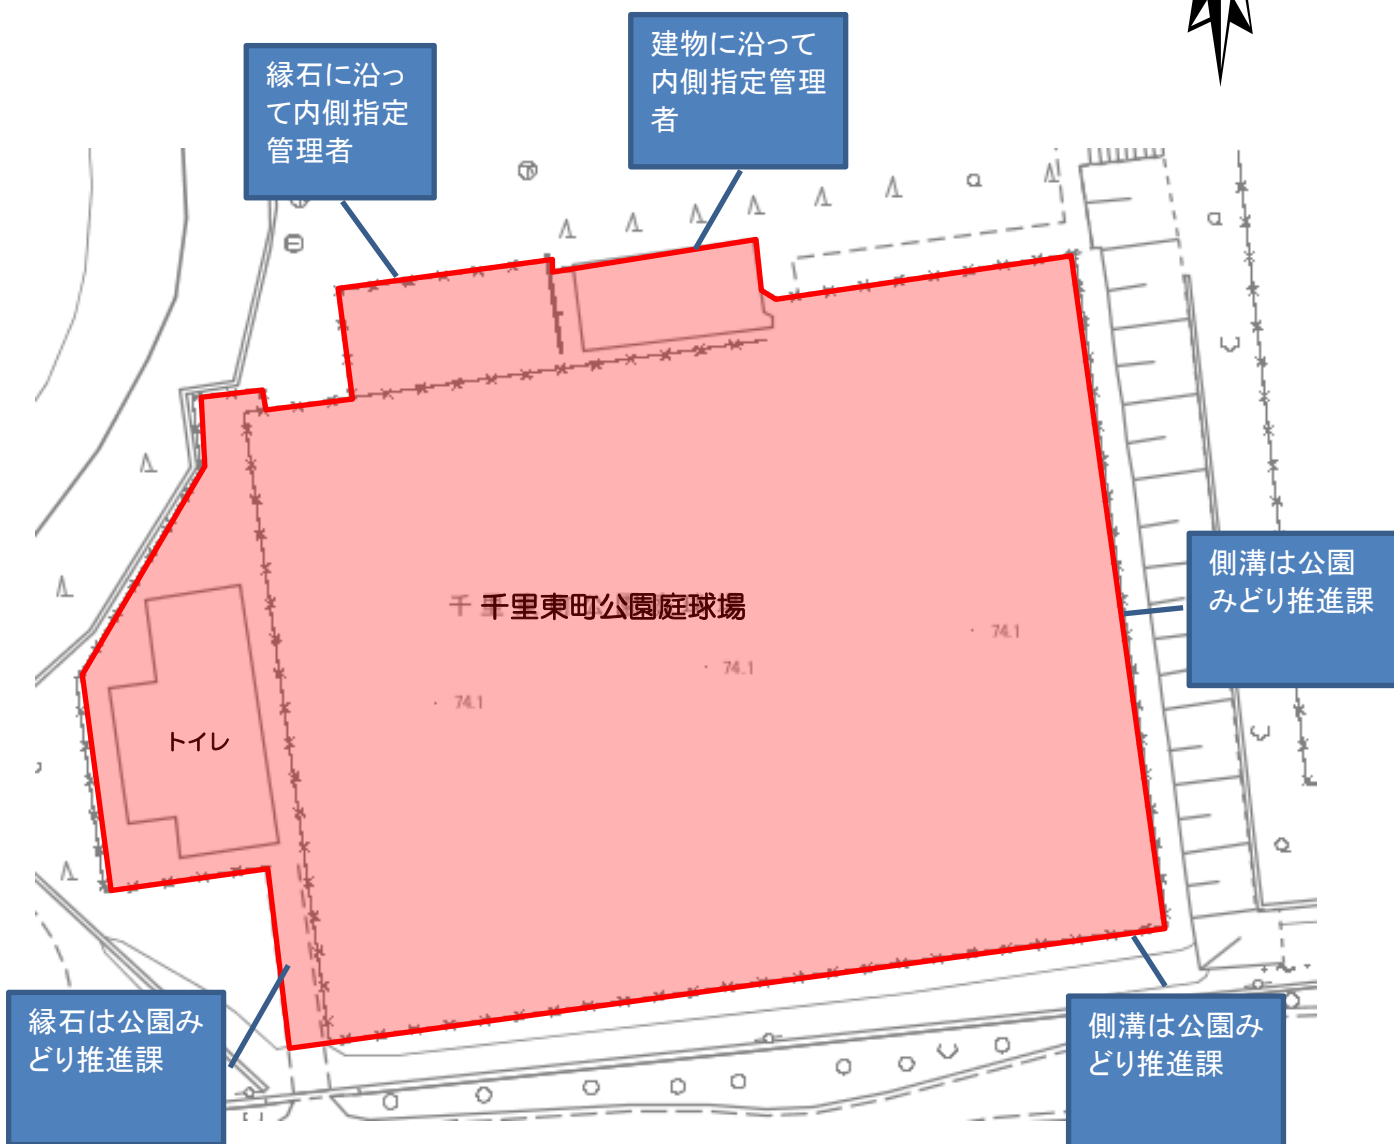 建物に沿って
内側指定管理
者
縁石に沿っ
て内側指定
管理者
側溝は公園
みどり推進課
千里東町公園庭球場
74.1
74.1
74.1
トイレ
縁石は公園み
どり推進課
側溝は公園み
どり推進課